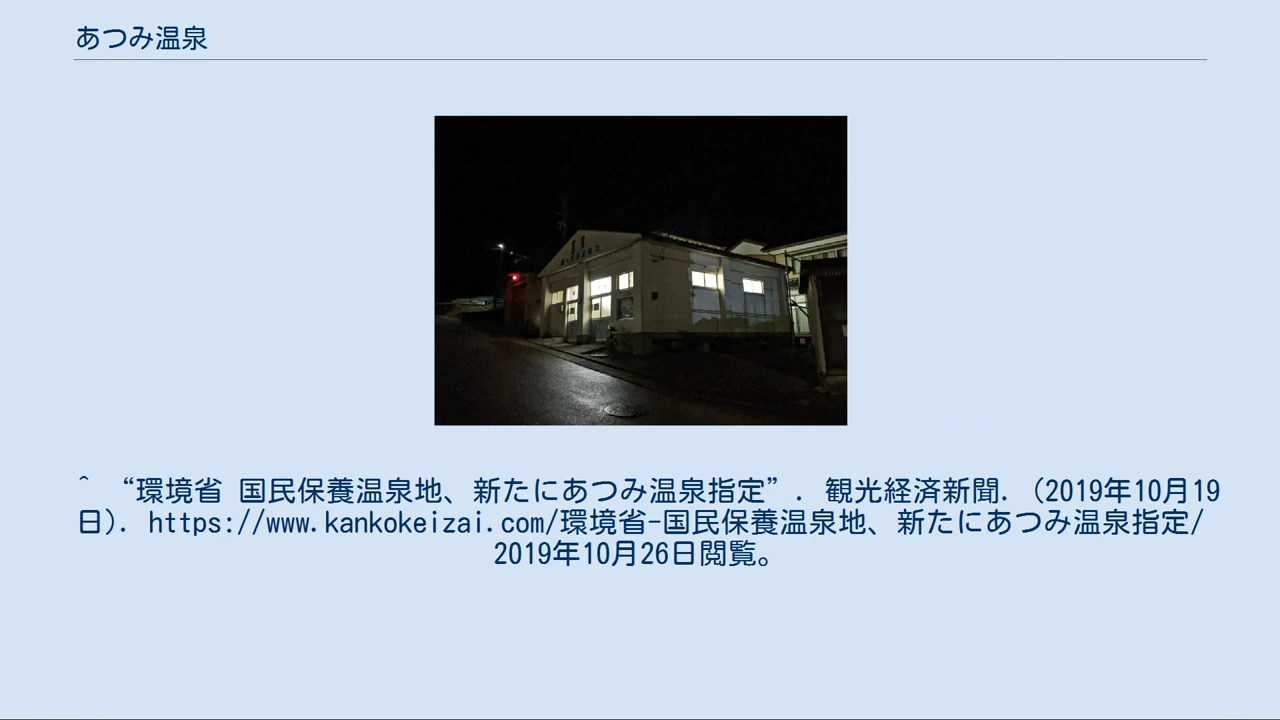 あつみ温泉
^ “環境省 国民保養温泉地、新たにあつみ温泉指定”. 観光経済新聞. (2019年10月19
日). https://www.kankokeizai.com/環境省-国民保養温泉地、新たにあつみ温泉指定/
2019年10月26日閲覧。